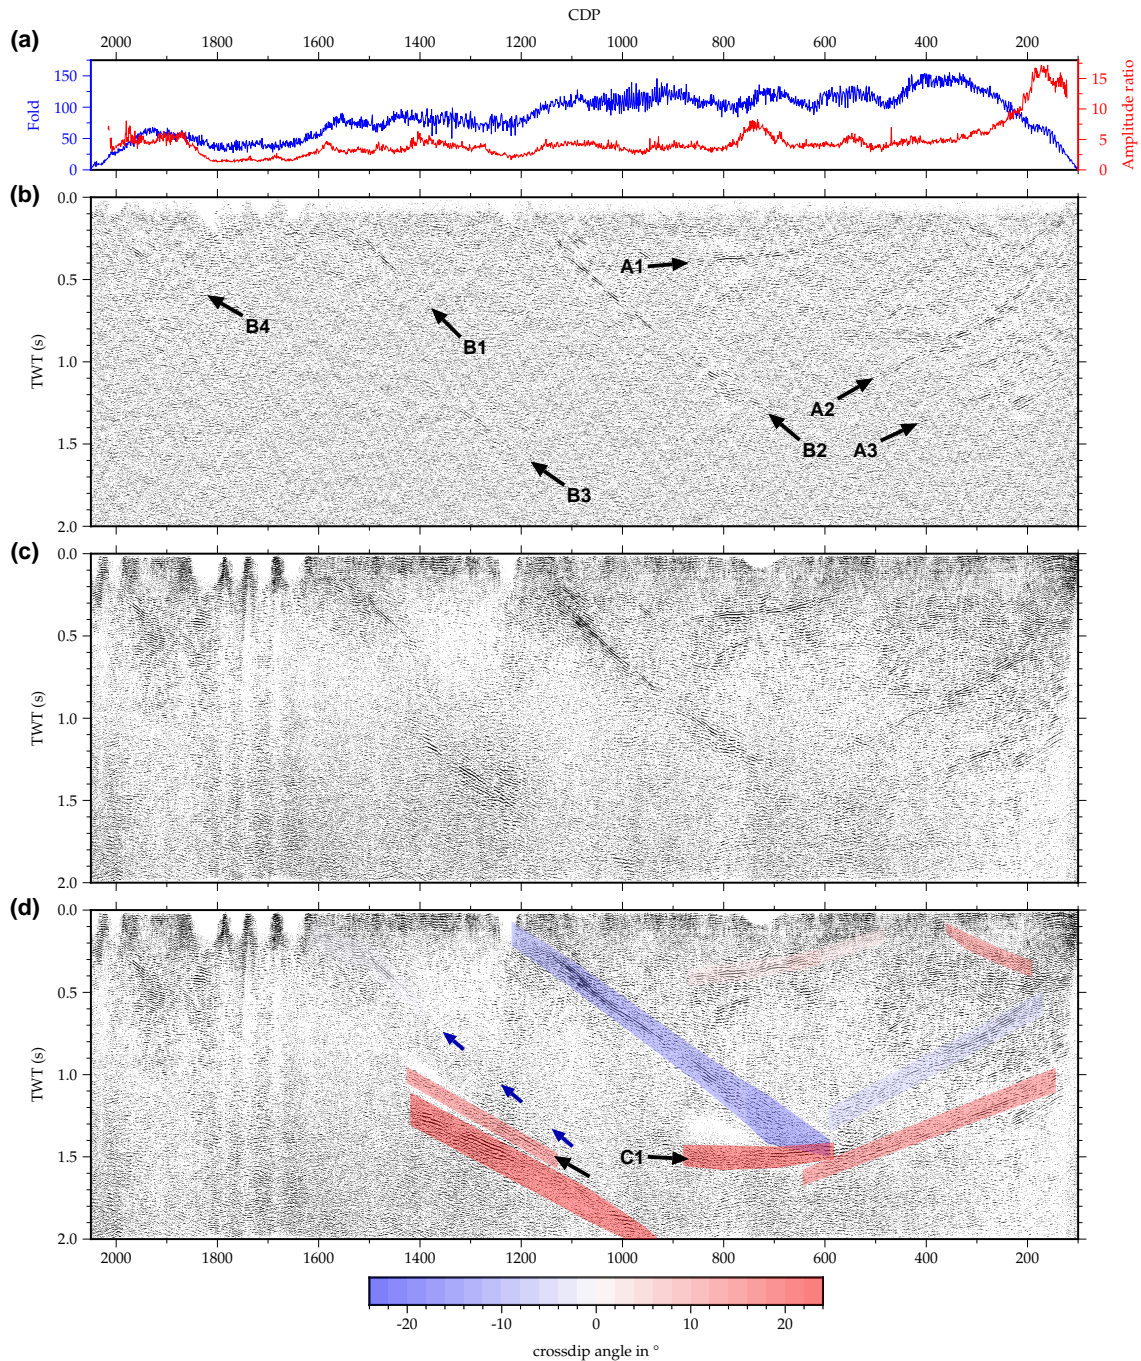 CDP
(a)
2000 1800 1600 1400 1200 1000 800 600 400 200
150
100
50
0
Fold
15
10
5
0
Amplitude ratio
(b)
0.0
0.5
1.0
1.5
2.0
TWT (s)
A1
B4
B1
A2
B2
A3
B3
(c)
0.0
0.5
1.0
1.5
2.0
TWT (s)
(d)
0.0
0.5
1.0
1.5
2.0
TWT (s)
C1
2000 1800 1600 1400 1200 1000 800 600 400 200
-20 -10 0 10 20
crossdip angle in °